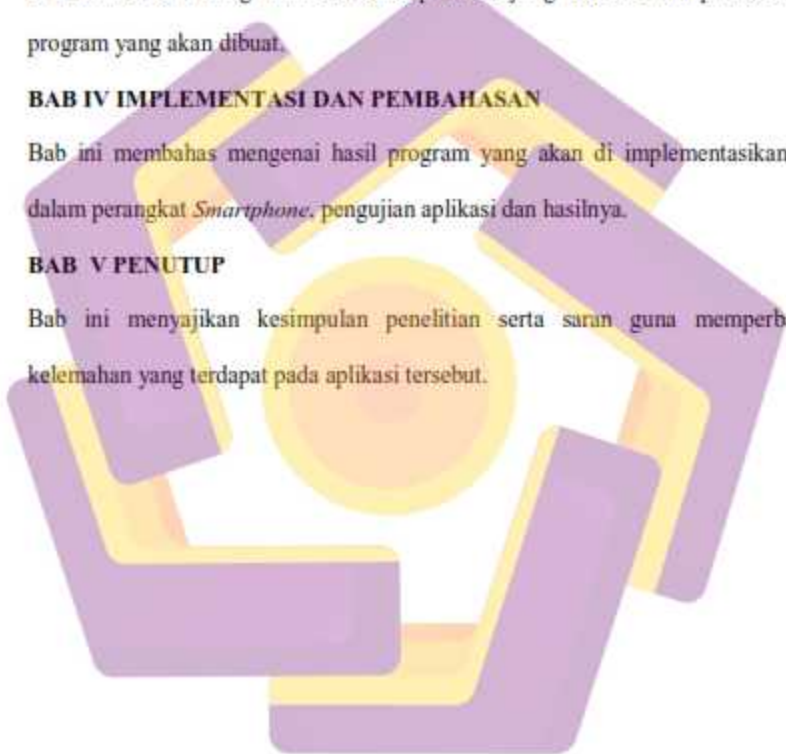 program yang akan dibuat.
BAB IV IMPLEMENTASI DAN PEMBAHASAN
Bab ini membahas mengenai hasil program yang akan di implementasikan
dalam perangkat Smartphone, pengujian aplikasi dan hasilnya.
BAB V PENUTUP
Bab ini menyajikan kesimpulan penelitian serta saran guna memperb
kelemahan yang terdapat pada aplikasi tersebut.